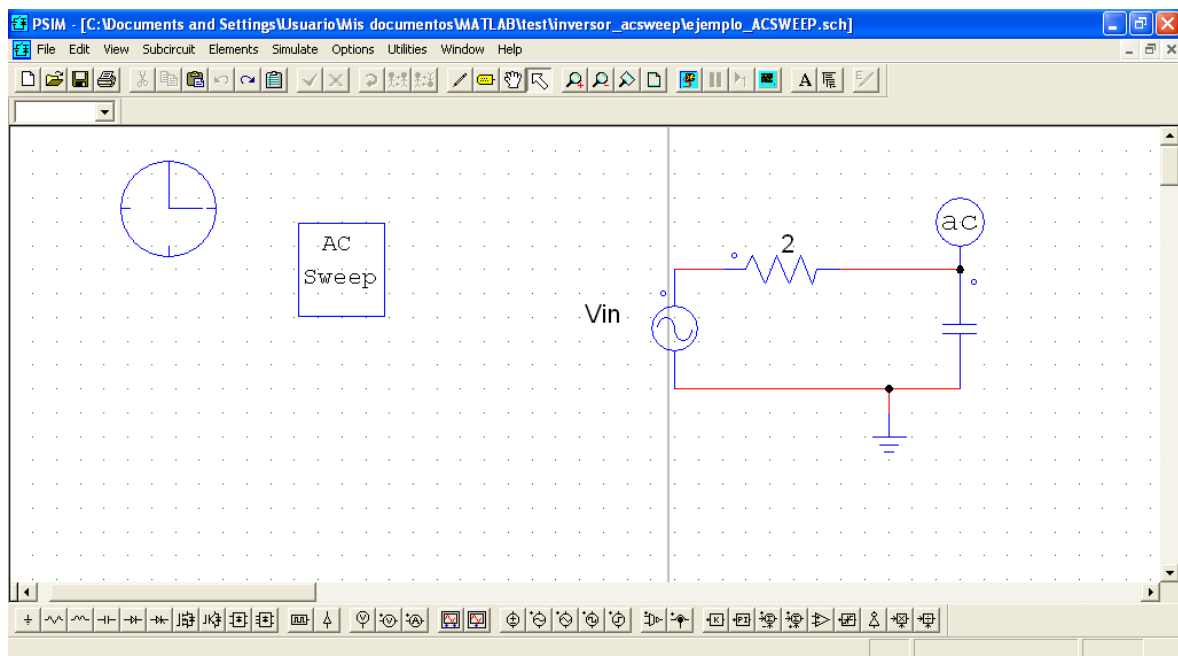 PSIM - [C:\Documents and Settings\Usuario\Mis documentos\MATLAB\test\inversor_acsweep\ejemplo_ACSWEEP.sch]
File Edit View Subcircuit Elements Simulate Options Utilities Window Help
AC
Sweep
Vin
2
ac